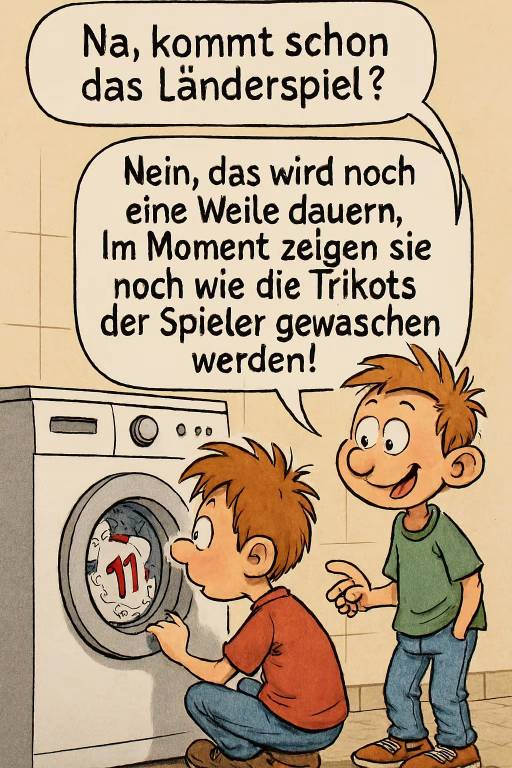 Na, kommt schon
das Länderspiel?
Nein, das wird noch
eine Weile dauern,
Im Moment zeigen sie
noch wie die Trikots
der Spieler gewaschen
werden!
11